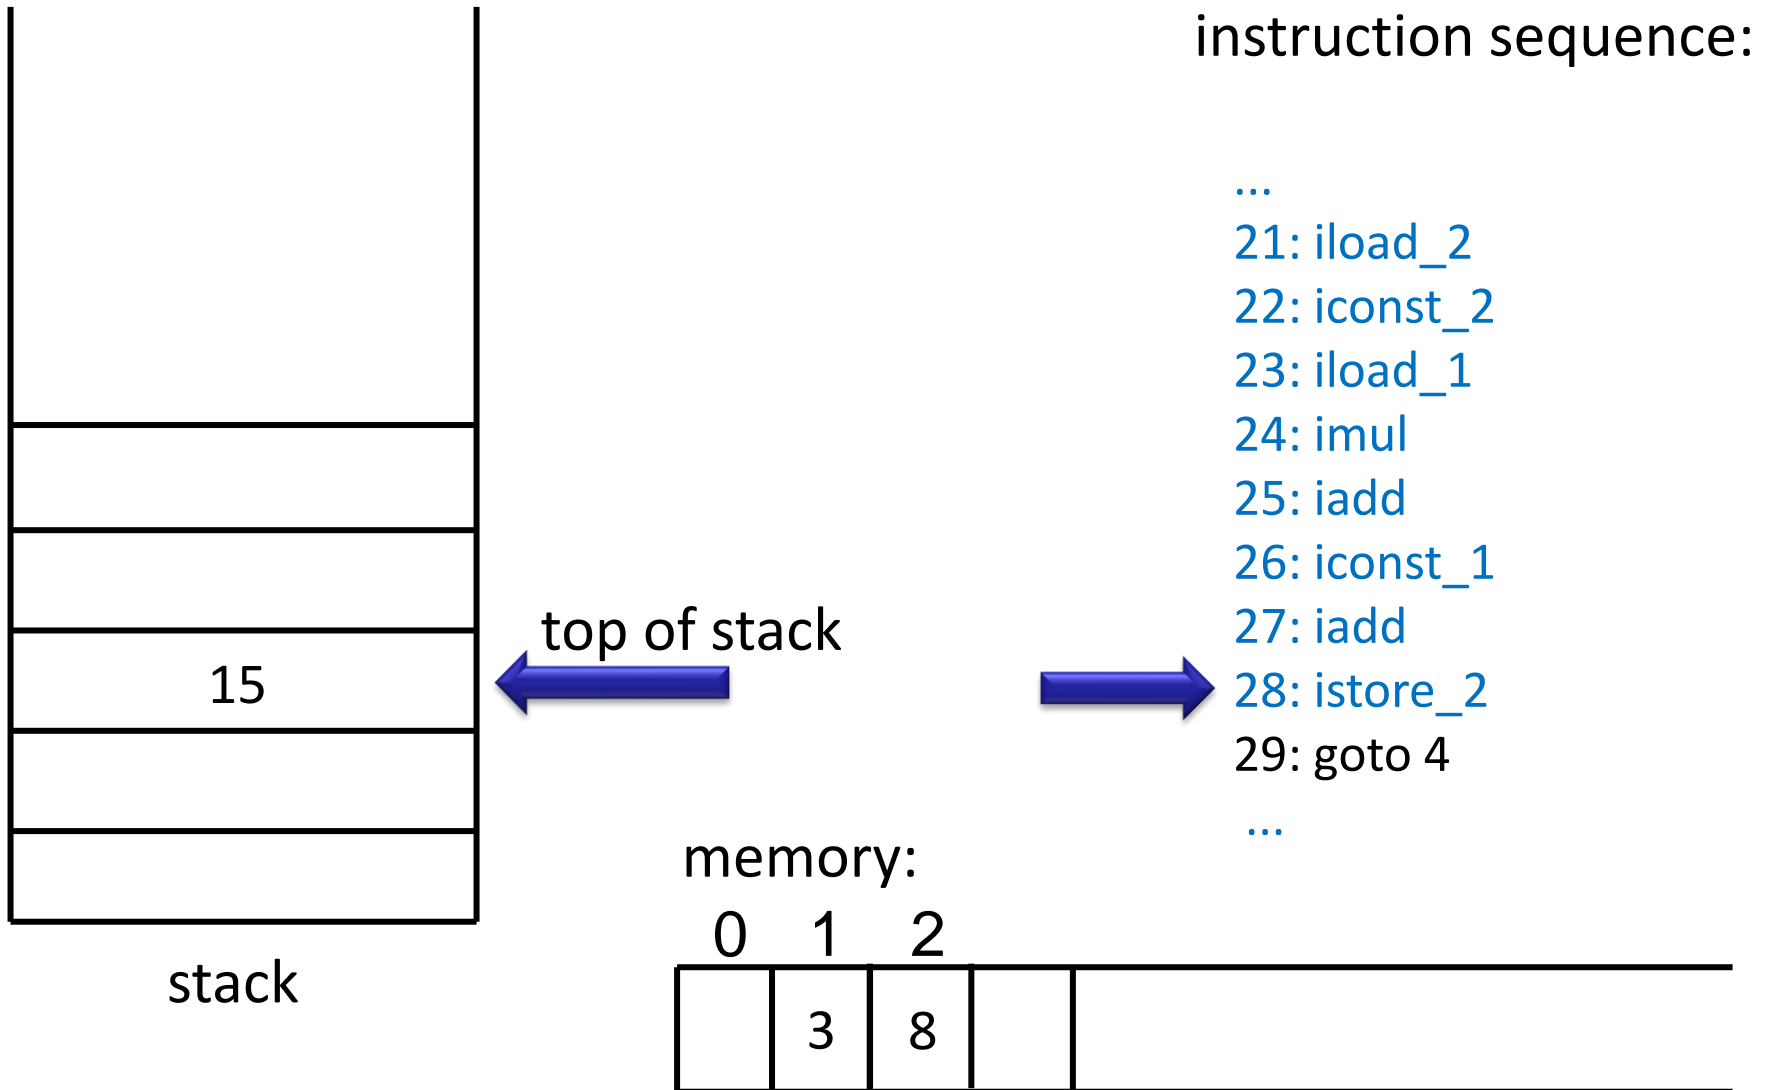 instruction sequence:
...
21: iload_2
22: iconst_2
23: iload_1
24: imul
25: iadd
26: iconst_1
27: iadd
top of stack
15
28: istore_2
29: goto 4
...
memory:
0 1 2
stack
3 8